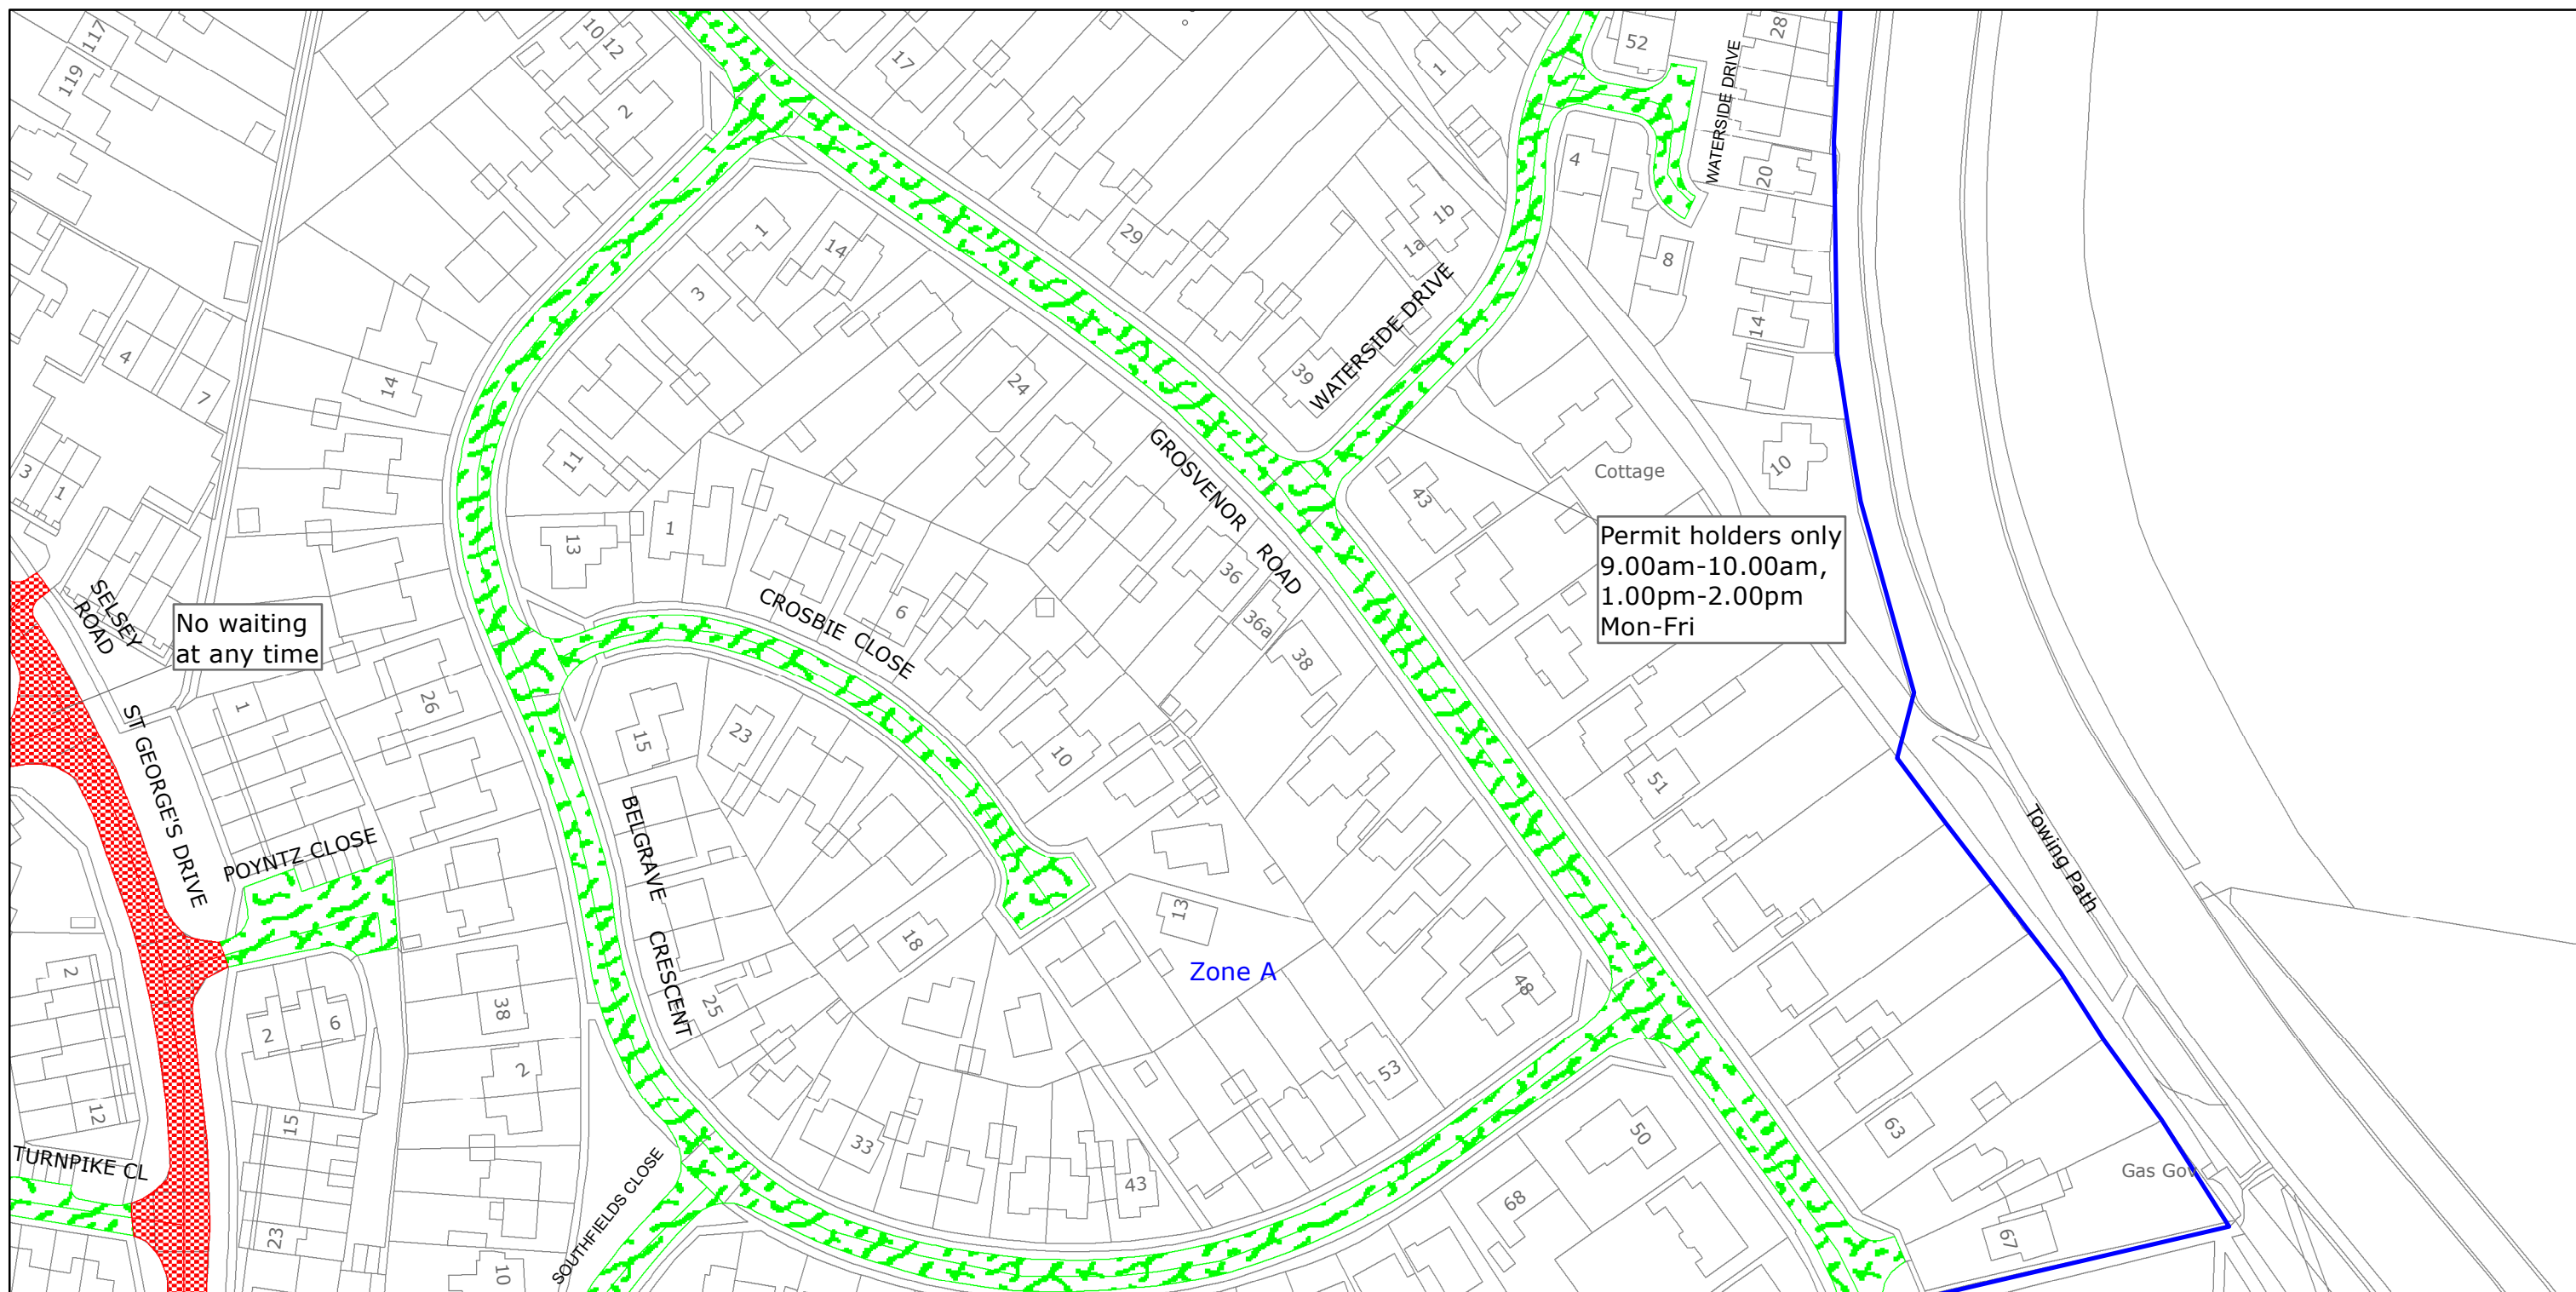 117
119
10 12
2
17
1
52
28
WATERSIDE DRIVE
4
20
1b
1a
29
1
14
3
8
WATERSIDE DRIVE
14
39
24
4
7
14
GROSVENOR ROAD
11
43
Cottage
10
3
1
13
1
36
36a
38
Permit holders only
9.00am-10.00am,
1.00pm-2.00pm
Mon-Fri
SELSEY
ROAD
No waiting
at any time
CROSBIE CLOSE
6
1
26
15
23
10
51
ST GEORGE'S DRIVE
BELGRAVE CRESCENT
Towing Path
POYNTZ CLOSE
13
18
Zone A
2
38
25
48
2
6
2
53
12
15
33
43
50
63
68
TURNPIKE CL
Gas Gov
23
SOUTHFIELDS CLOSE
10
67